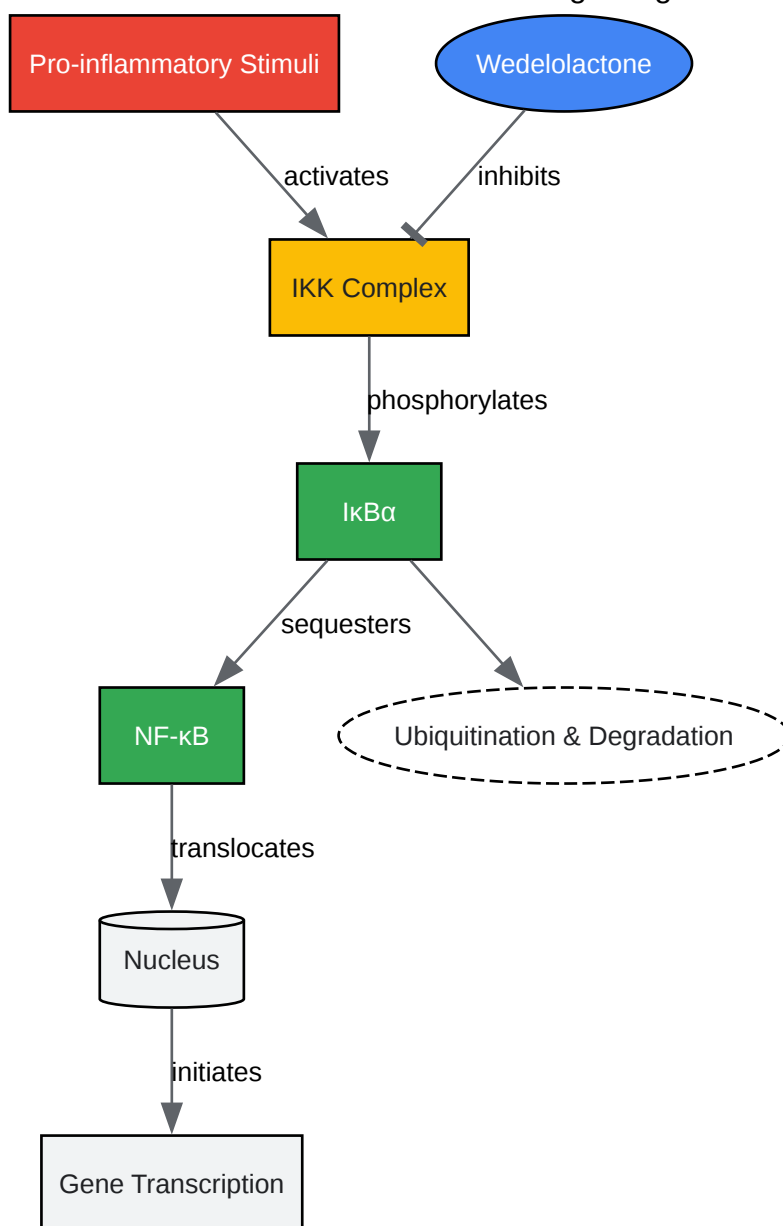 Pro-inflammatory Stimuli
Wedelolactone
activates
inhibits
IKK Complex
phosphorylates
IκBα
sequesters
NF-κB
Ubiquitination & Degradation
translocates
Nucleus
initiates
Gene Transcription